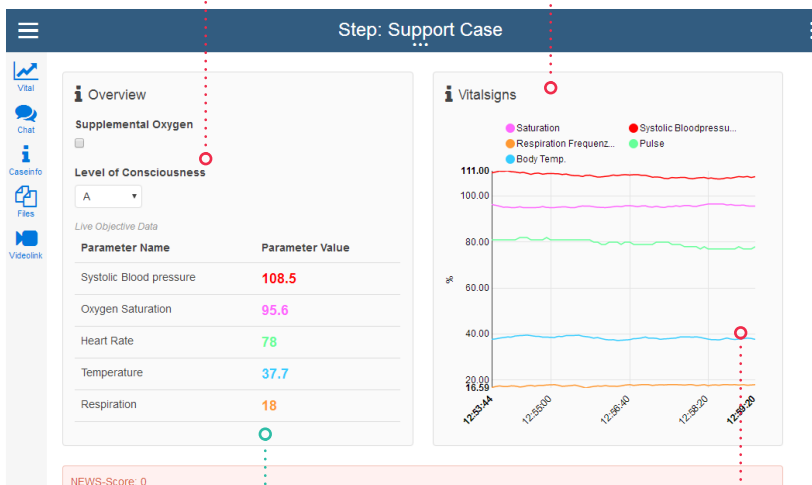 Step: Support Case
Vital
Chat
Caseinfo
Files
Videolink
Overview
Supplemental Oxygen
Level of Consciousness
A
Live Objective Data
Parameter Name Parameter Value
Systolic Blood pressure 108.5
Oxygen Saturation 95.6
Heart Rate 78
Temperature 37.7
Respiration 18
Vitalsigns
Saturation Systolic Bloodpressu...
Respiration Frequenz... Pulse
Body Temp.
111.00
100.00
80.00
%
60.00
40.00
20.00
16.59
12:53:44 12:55:00 12:56:40 12:58:20 12:59:20
NEWS-Score: 0